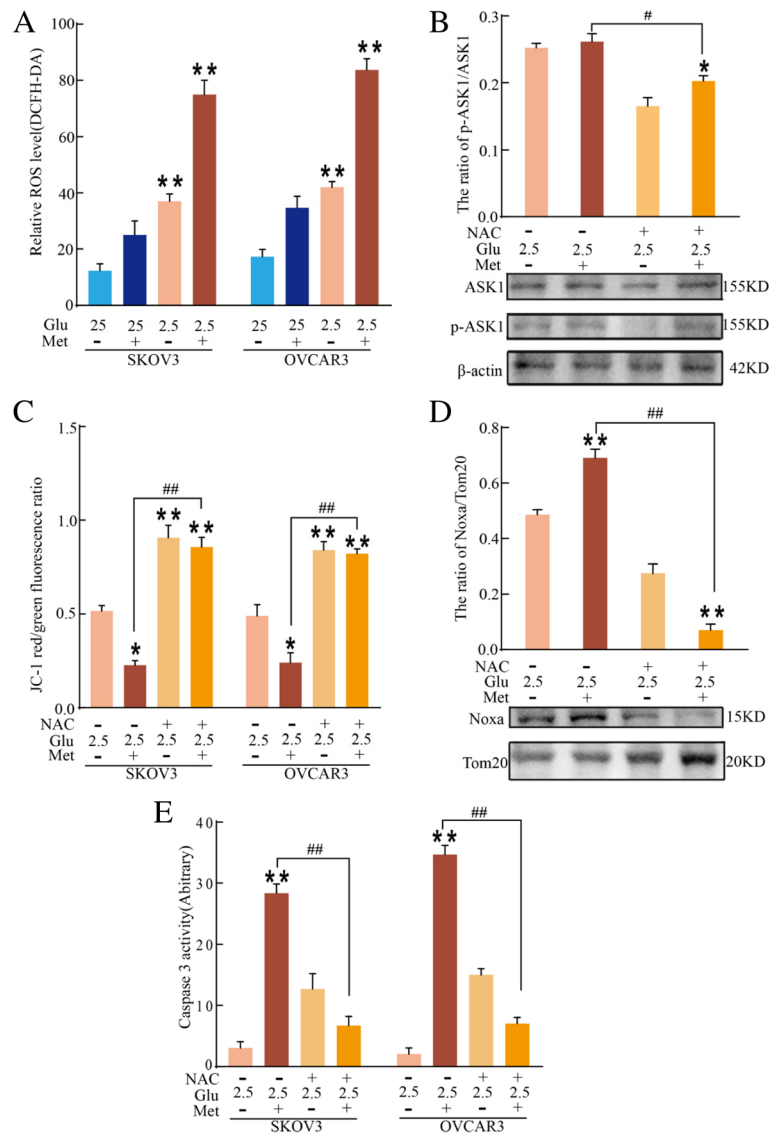 A
Relative ROS level(DCFH-DA)
100
80
60
40
20
0
** ** ** **
Glu 25 25 2.5 2.5 25 25 2.5 2.5
Met - + - + - + - +
SKOV3 OVCAR3
B
The ratio of p-ASK1/ASK1
0.3
0.2
0.1
0.0
#
*
NAC - - + +
Glu 2.5 2.5 2.5 2.5
Met - + - +
ASK1 155KD
p-ASK1 155KD
β-actin 42KD
C
JC-1 red/green fluorescence ratio
1.5
1.0
0.5
0.0
## ##
* ** ** * ** **
NAC - - + + - - + +
Glu 2.5 2.5 2.5 2.5 2.5 2.5 2.5 2.5
Met - + - + - + - +
SKOV3 OVCAR3
D
The ratio of Noxa/Tom20
0.8
0.6
0.4
0.2
0.0
##
** **
NAC - - + +
Glu 2.5 2.5 2.5 2.5
Met - + - +
Noxa 15KD
Tom20 20KD
E
Caspase 3 activity(Abitrary)
40
30
20
10
0
## ##
** **
NAC - - + + - - + +
Glu 2.5 2.5 2.5 2.5 2.5 2.5 2.5 2.5
Met - + - + - + - +
SKOV3 OVCAR3